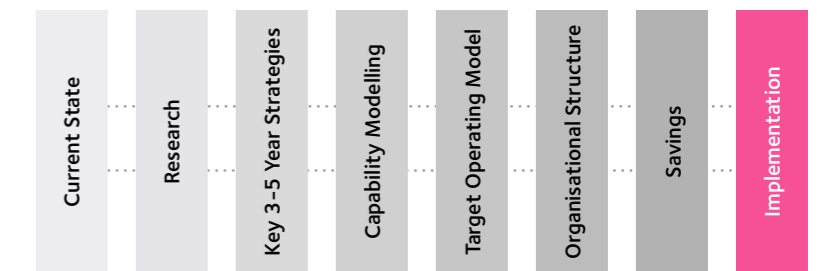 Current State
Research
Key 3-5 Year Strategies
Capability Modelling
Target Operating Model
Organisational Structure
Savings
Implementation